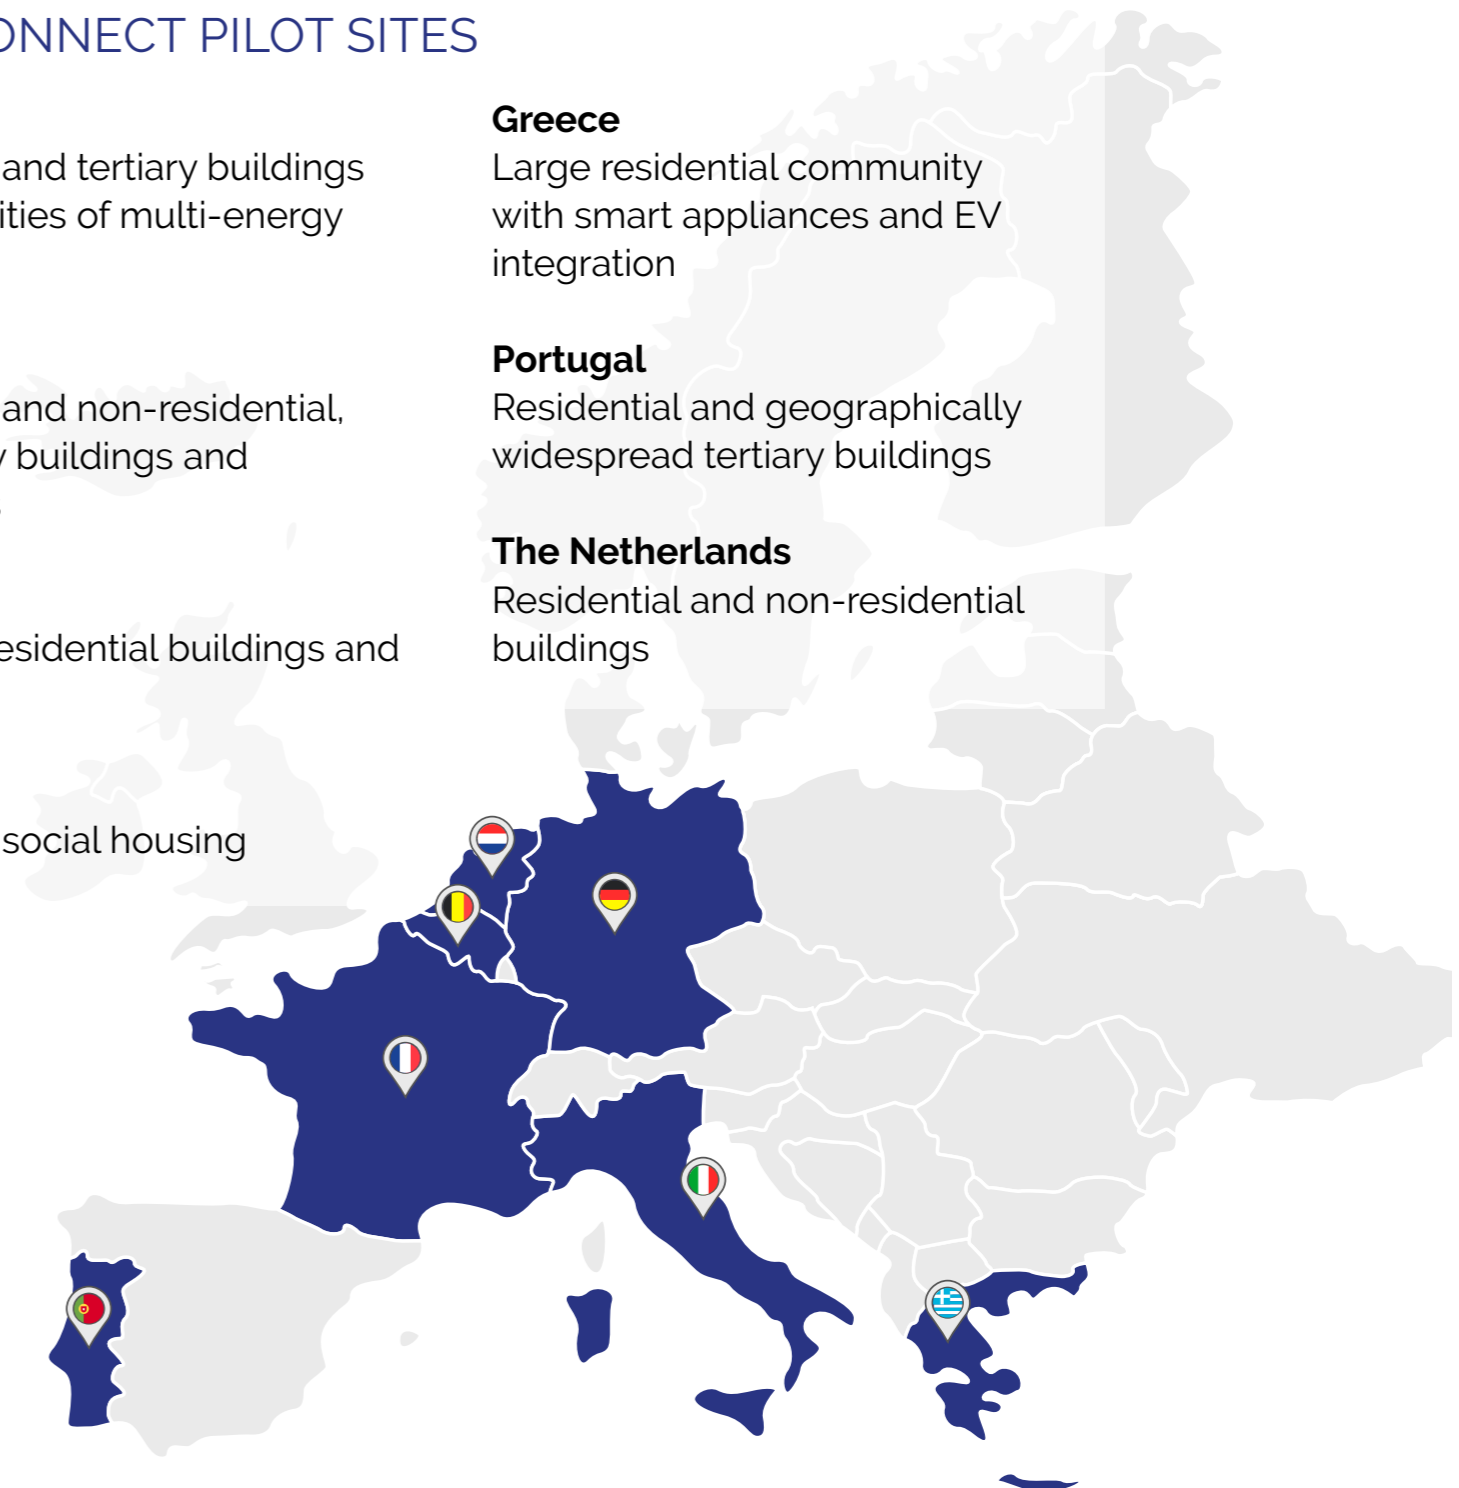 ONNECT PILOT SITES
and tertiary buildings
ities of multi-energy
and non-residential,
buildings and
esidential buildings and
social housing
Greece
Large residential community
with smart appliances and EV
integration
Portugal
Residential and geographically
widespread tertiary buildings
The Netherlands
Residential and non-residential
buildings